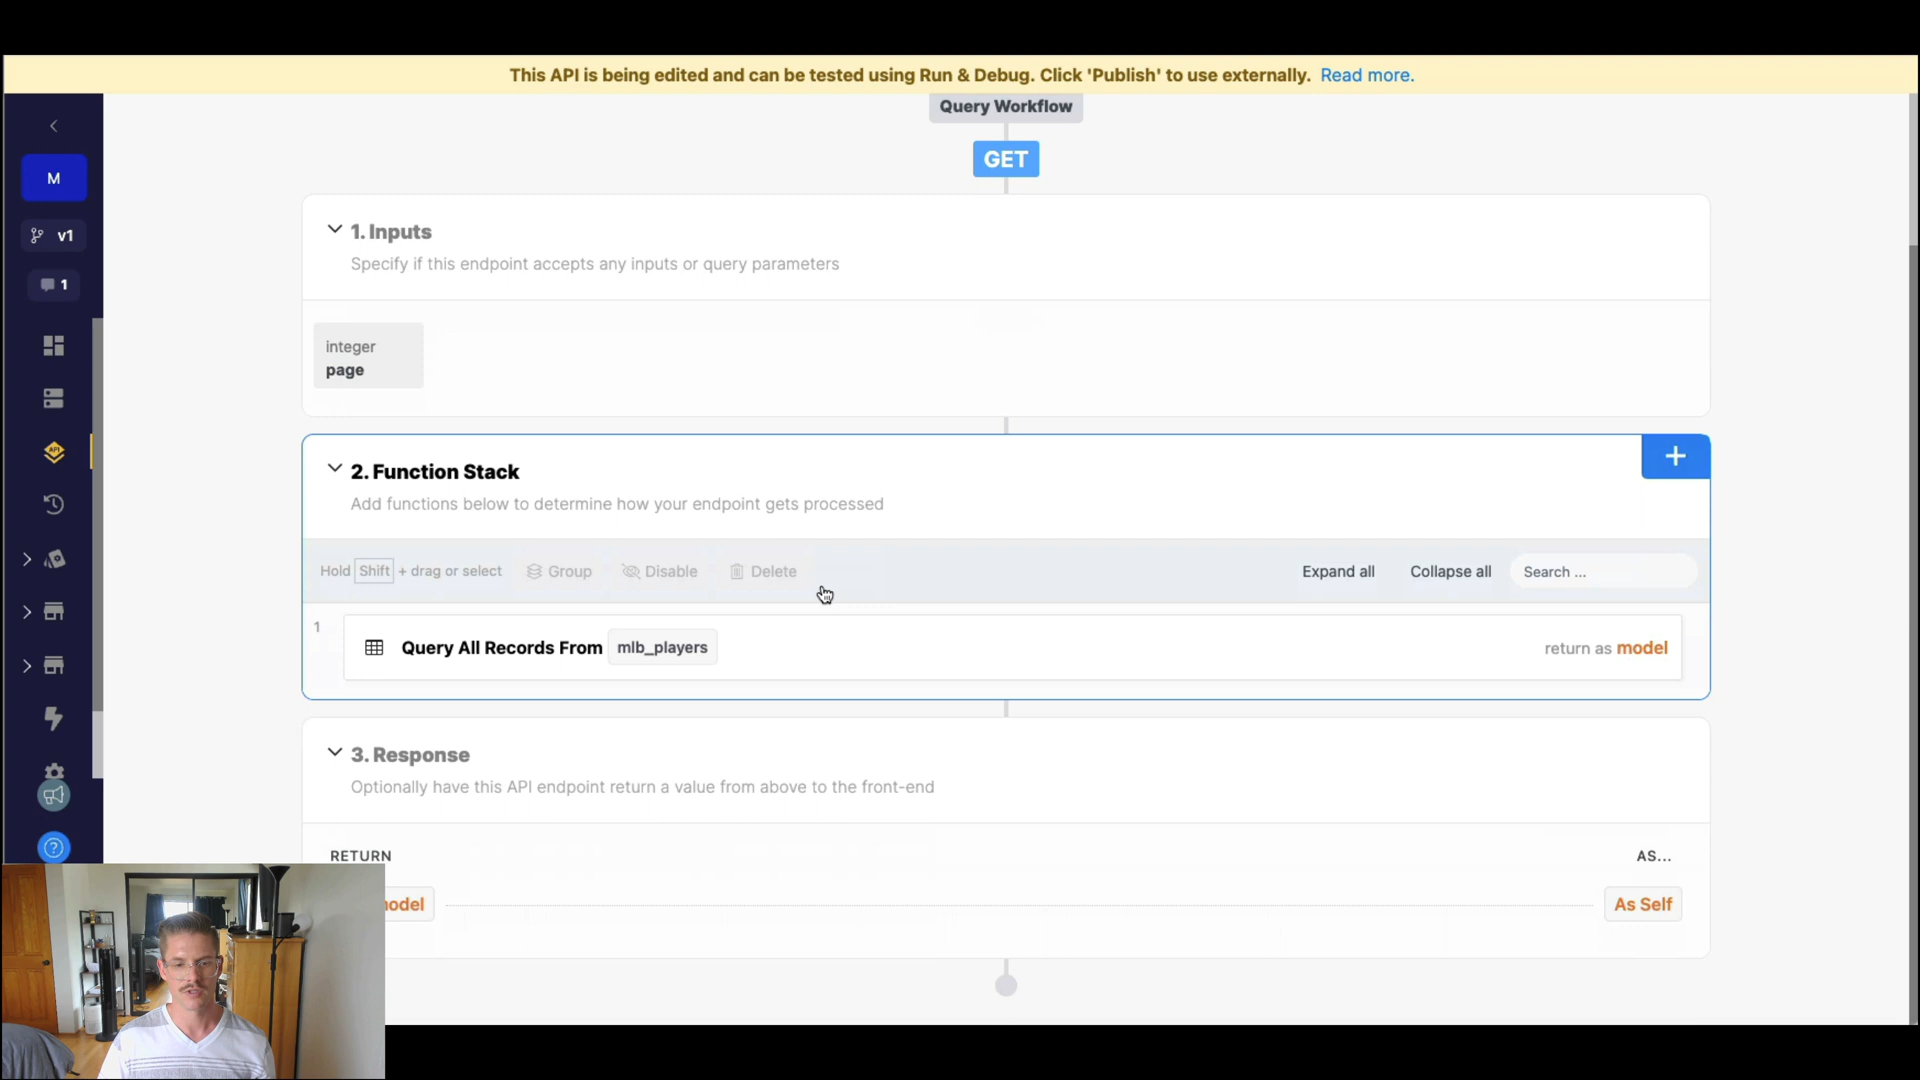 This API is being edited and can be tested using Run & Debug. Click 'Publish' to use externally. Read more.
Query Workflow
M
GET
v1
1. Inputs
Specify if this endpoint accepts any inputs or query parameters
1
integer
page
API
2. Function Stack
+
Add functions below to determine how your endpoint gets processed
Hold Shift + drag or select Group Disable Delete Expand all Collapse all Search ...
1
Query All Records From mlb_players return as model
3. Response
Optionally have this API endpoint return a value from above to the front-end
?
RETURN AS...
odel As Self